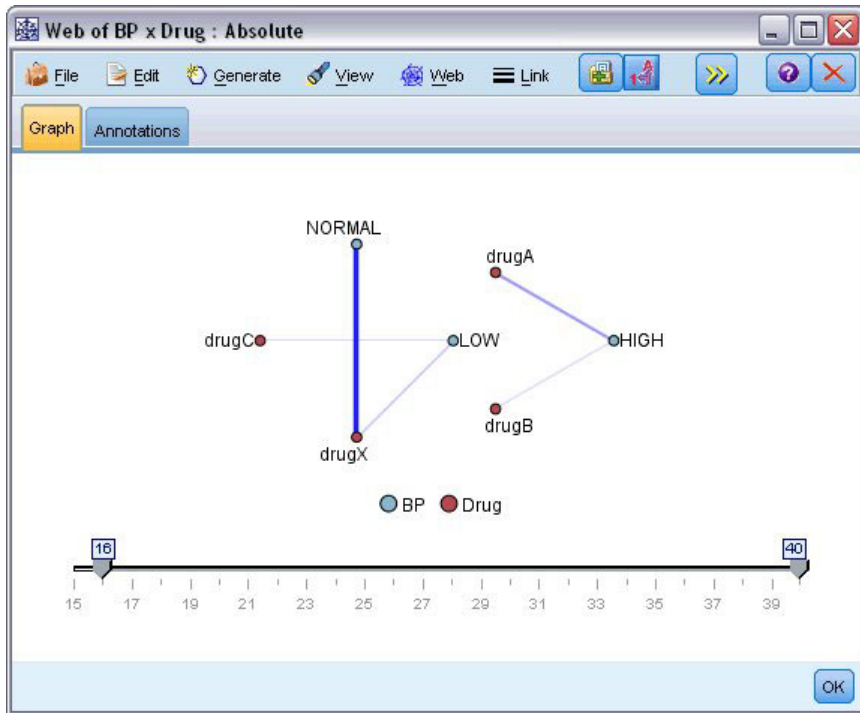 Web of BP x Drug : Absolute
File Edit Generate View Web Link
Graph Annotations
NORMAL
drugA
drugC LOW HIGH
drugB
drugX
BP Drug
16 40
15 17 19 21 23 25 27 29 31 33 35 37 39
OK